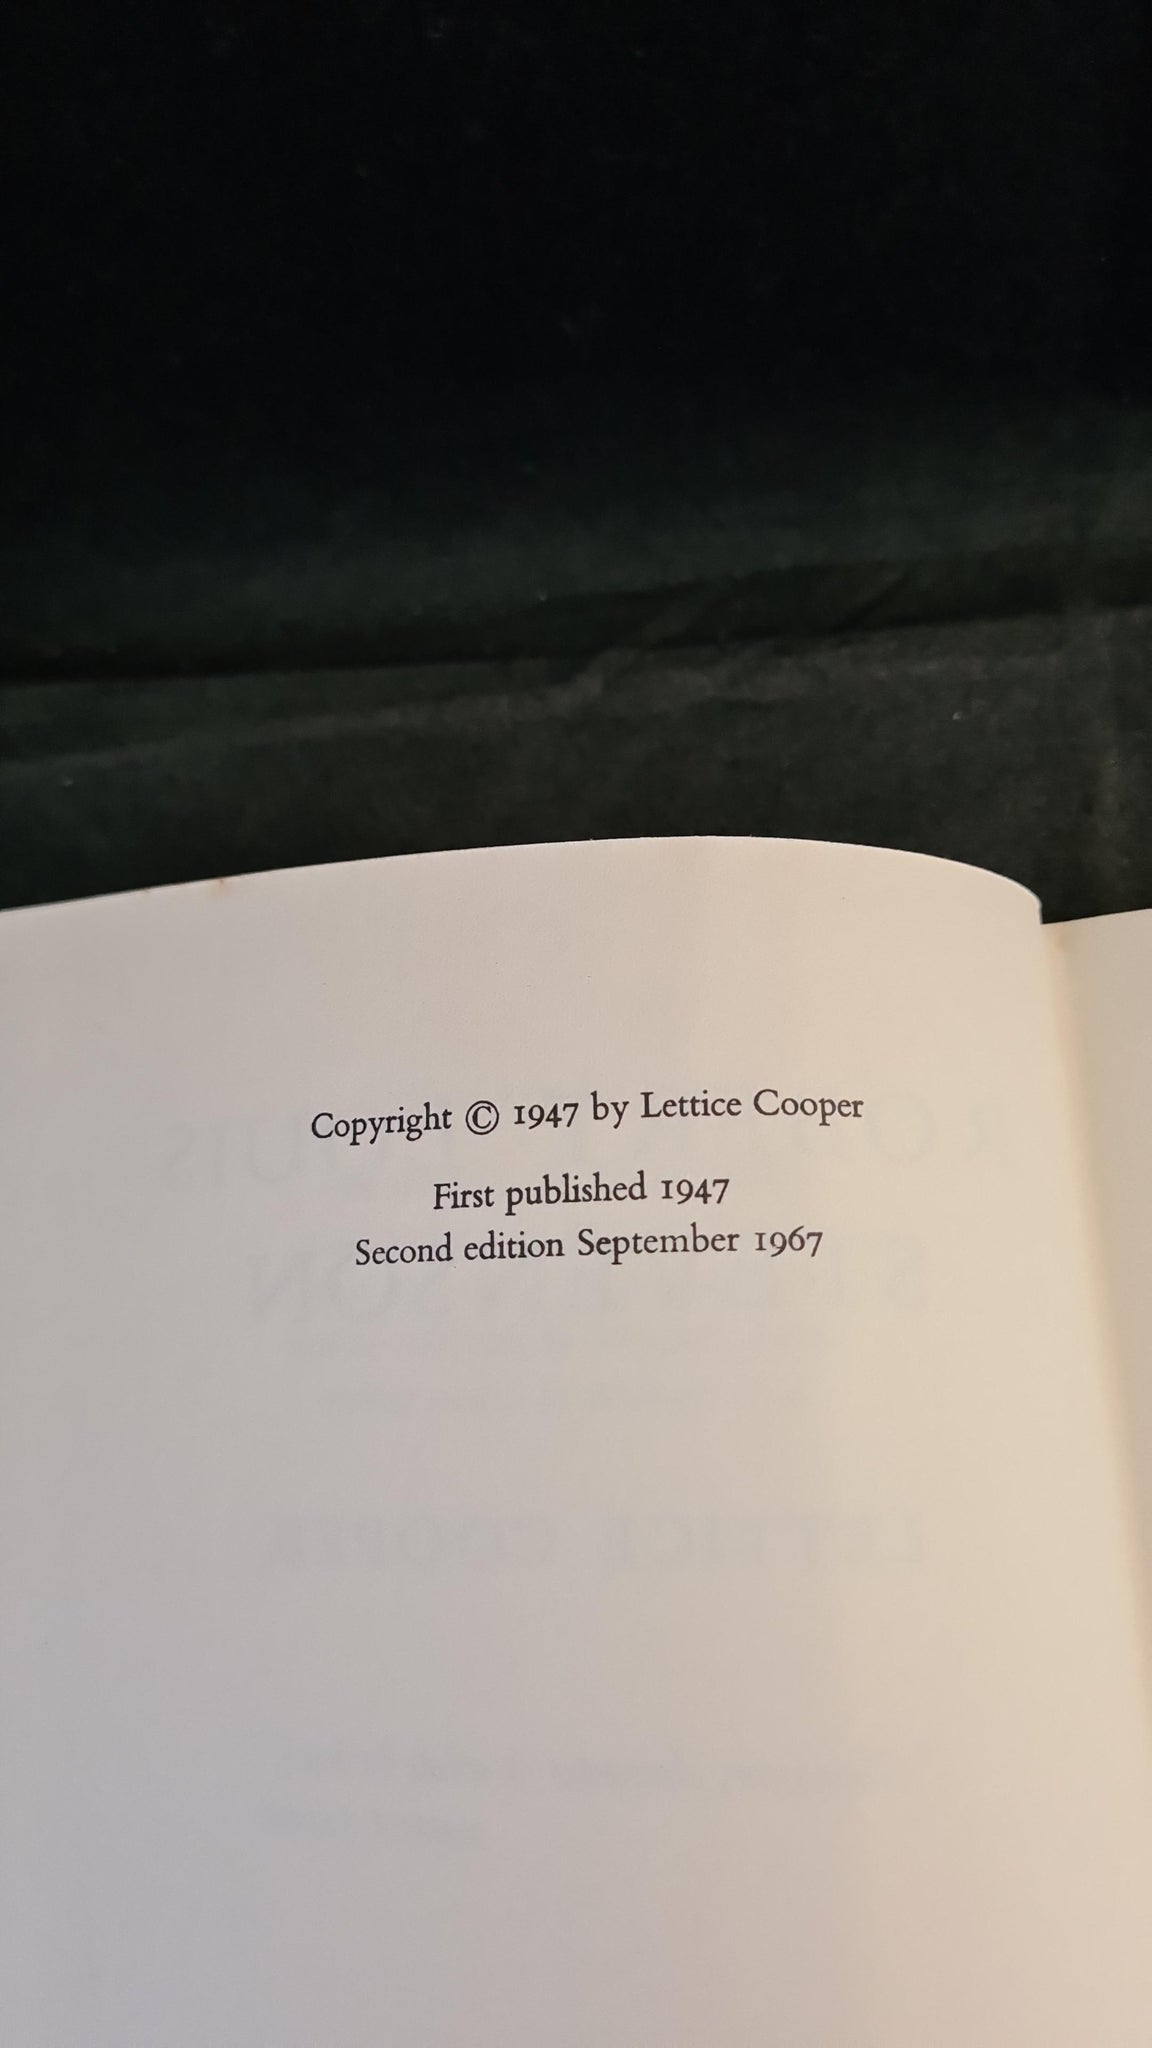 Copyright © 1947 by Lettice Cooper
First published 1947
Second edition September 1967